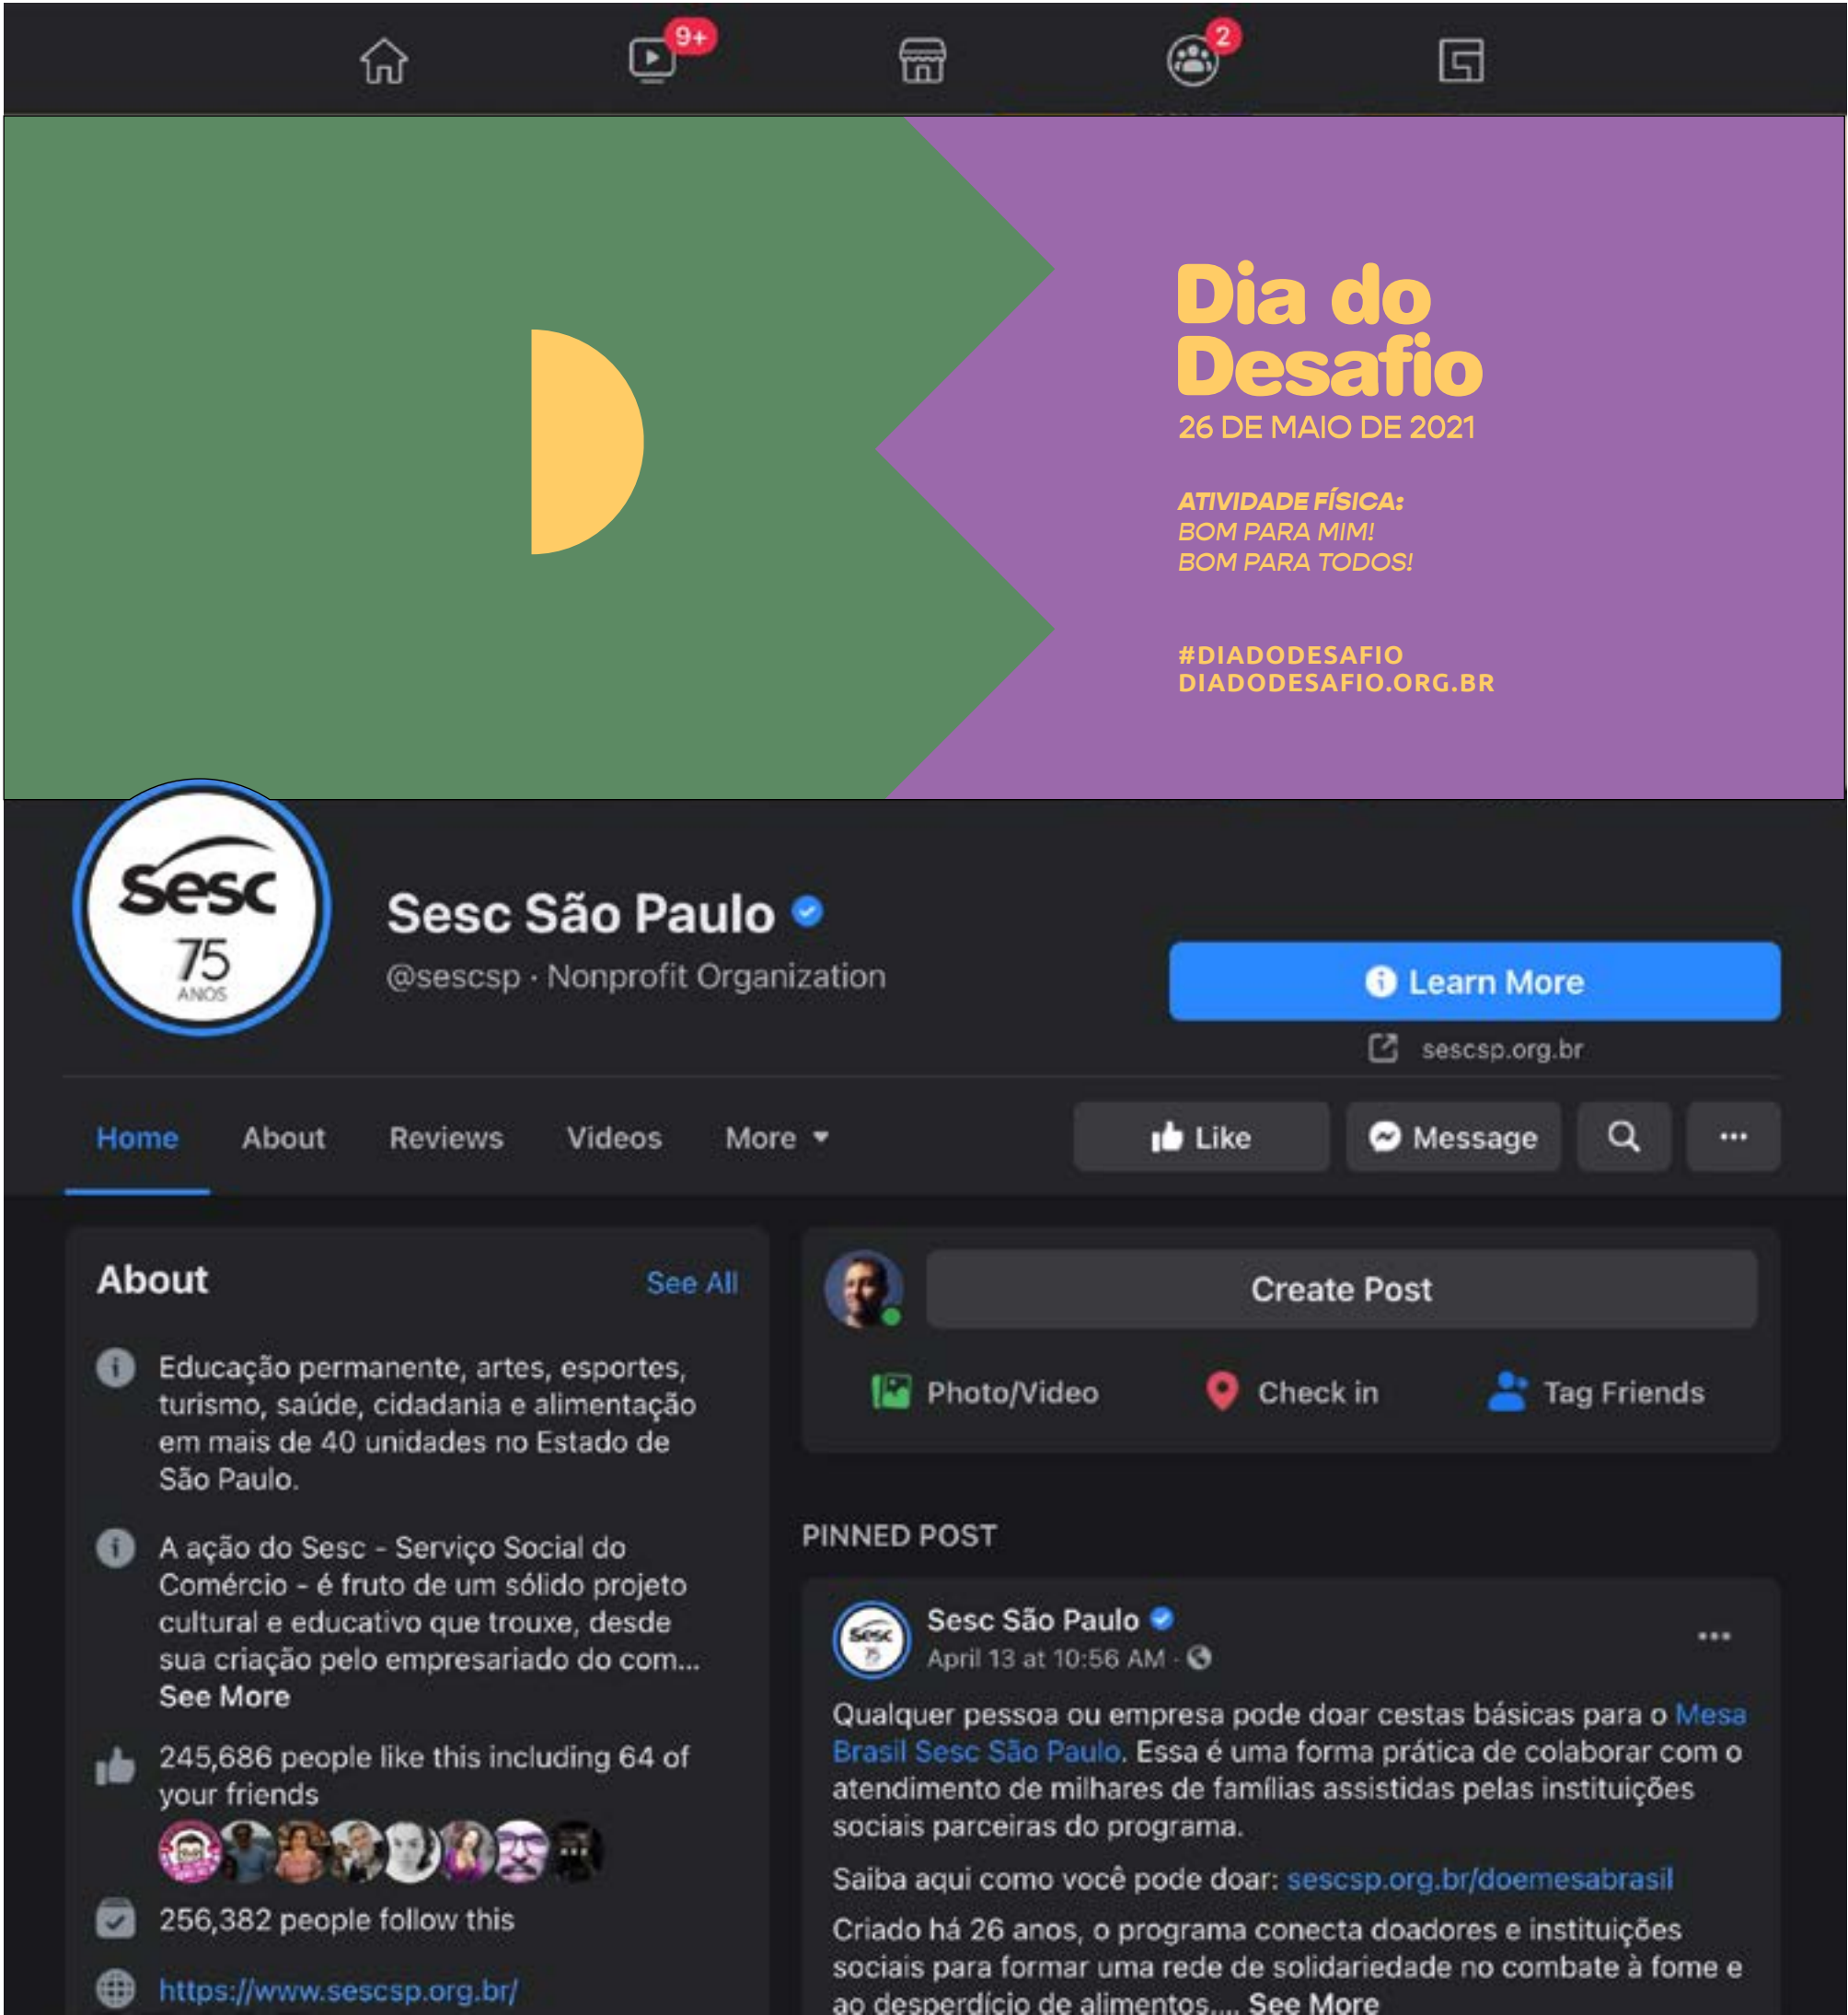 9+
2
Dia do
Desafio
26 DE MAIO DE 2021
ATIVIDADE FÍSICA:
BOM PARA MIM!
BOM PARA TODOS!
#DIADODESAFIO
DIADODESAFIO.ORG.BR
Sesc
75
ANOS
Sesc São Paulo
@sescsp · Nonprofit Organization
Learn More
sescsp.org.br
Home About Reviews Videos More
Like Message
About See All
Educação permanente, artes, esportes,
turismo, saúde, cidadania e alimentação
em mais de 40 unidades no Estado de
São Paulo.
A ação do Sesc - Serviço Social do
Comércio - é fruto de um sólido projeto
cultural e educativo que trouxe, desde
sua criação pelo empresariado do com...
See More
245,686 people like this including 64 of
your friends
256,382 people follow this
https://www.sescsp.org.br/
Create Post
Photo/Video Check in Tag Friends
PINNED POST
Sesc
75
Sesc São Paulo
April 13 at 10:56 AM ·
Qualquer pessoa ou empresa pode doar cestas básicas para o Mesa
Brasil Sesc São Paulo. Essa é uma forma prática de colaborar com o
atendimento de milhares de famílias assistidas pelas instituições
sociais parceiras do programa.
Saiba aqui como você pode doar: sescsp.org.br/doemesabrasil
Criado há 26 anos, o programa conecta doadores e instituições
sociais para formar uma rede de solidariedade no combate à fome e
ao desperdício de alimentos.... See More